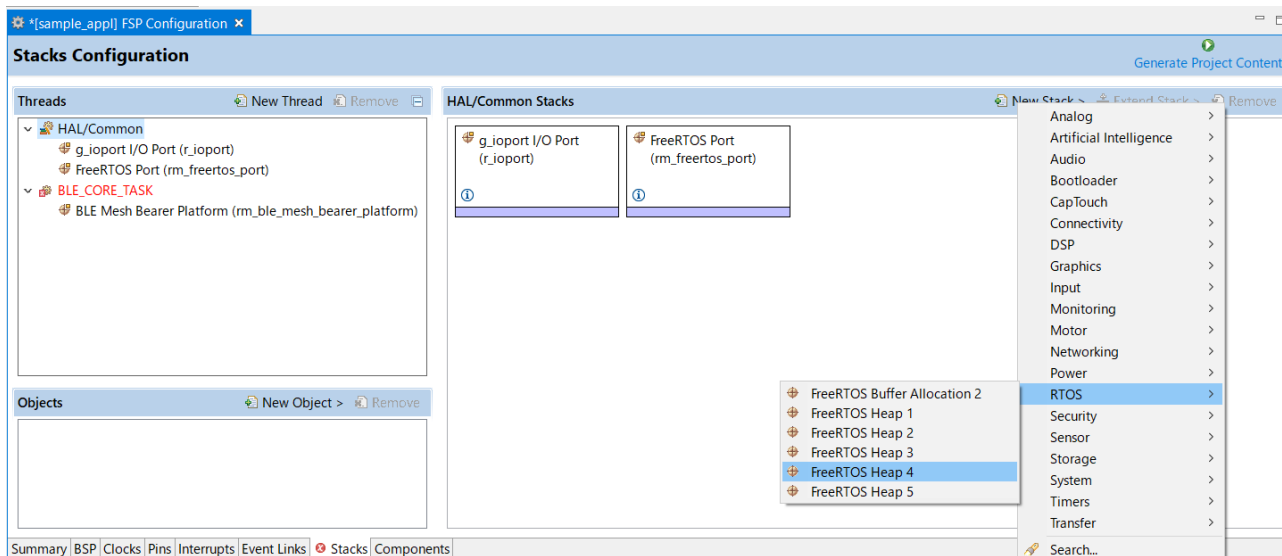 *[sample_appl] FSP Configuration
Stacks Configuration
Generate Project Content
Threads
New Thread
Remove
HAL/Common Stacks
New Stack >
Extend Stack >
Remove
HAL/Common
g_ioport I/O Port (r_ioport)
FreeRTOS Port (rm_freertos_port)
BLE_CORE_TASK
BLE Mesh Bearer Platform (rm_ble_mesh_bearer_platform)
g_ioport I/O Port
(r_ioport)
FreeRTOS Port
(rm_freertos_port)
Analog
Artificial Intelligence
Audio
Bootloader
CapTouch
Connectivity
DSP
Graphics
Input
Monitoring
Motor
Networking
Power
RTOS
Security
Sensor
Storage
System
Timers
Transfer
Search...
FreeRTOS Buffer Allocation 2
FreeRTOS Heap 1
FreeRTOS Heap 2
FreeRTOS Heap 3
FreeRTOS Heap 4
FreeRTOS Heap 5
Objects
New Object >
Remove
Summary BSP Clocks Pins Interrupts Event Links Stacks Components